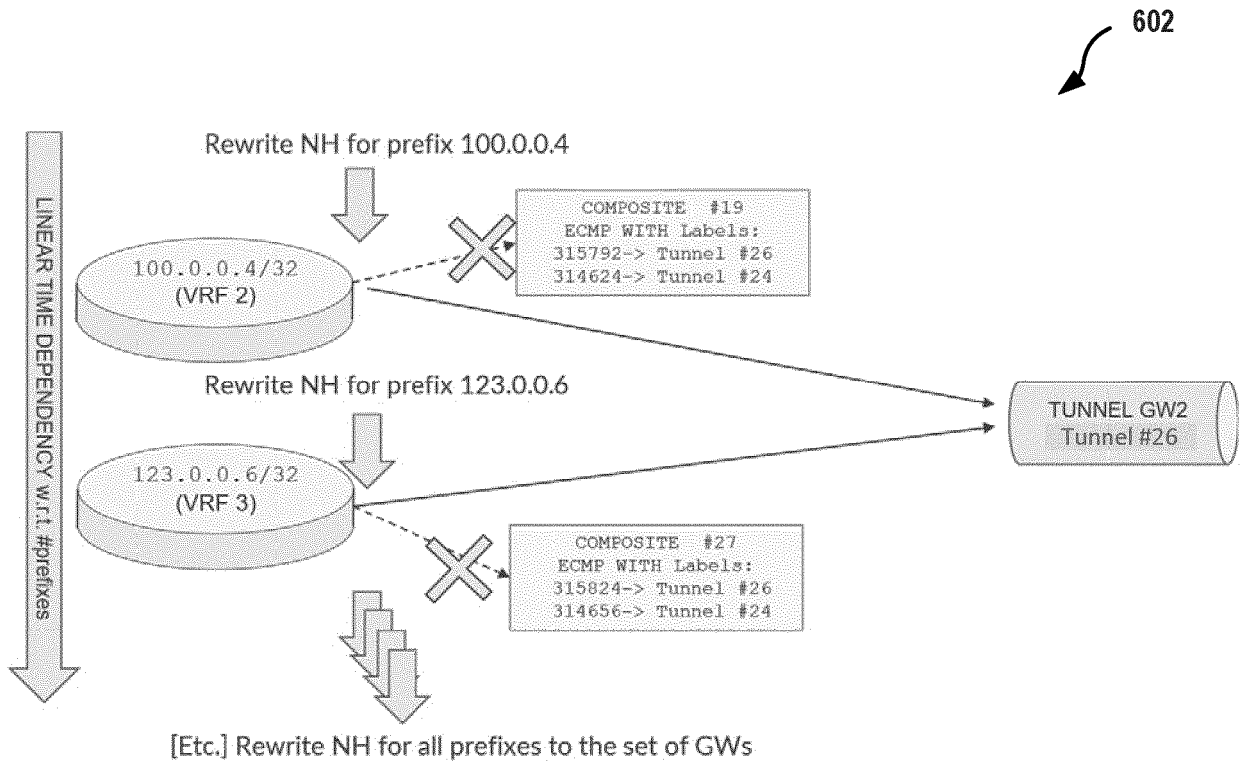 602
LINEAR TIME DEPENDENCY w.r.t. #prefixes
Rewrite NH for prefix 100.0.0.4
COMPOSITE #19
ECMP WITH Labels:
315792-> Tunnel #26
314624-> Tunnel #24
100.0.0.4/32
(VRF 2)
Rewrite NH for prefix 123.0.0.6
TUNNEL GW2
Tunnel #26
123.0.0.6/32
(VRF 3)
COMPOSITE #27
ECMP WITH Labels:
315824-> Tunnel #26
314656-> Tunnel #24
[Etc.] Rewrite NH for all prefixes to the set of GWs